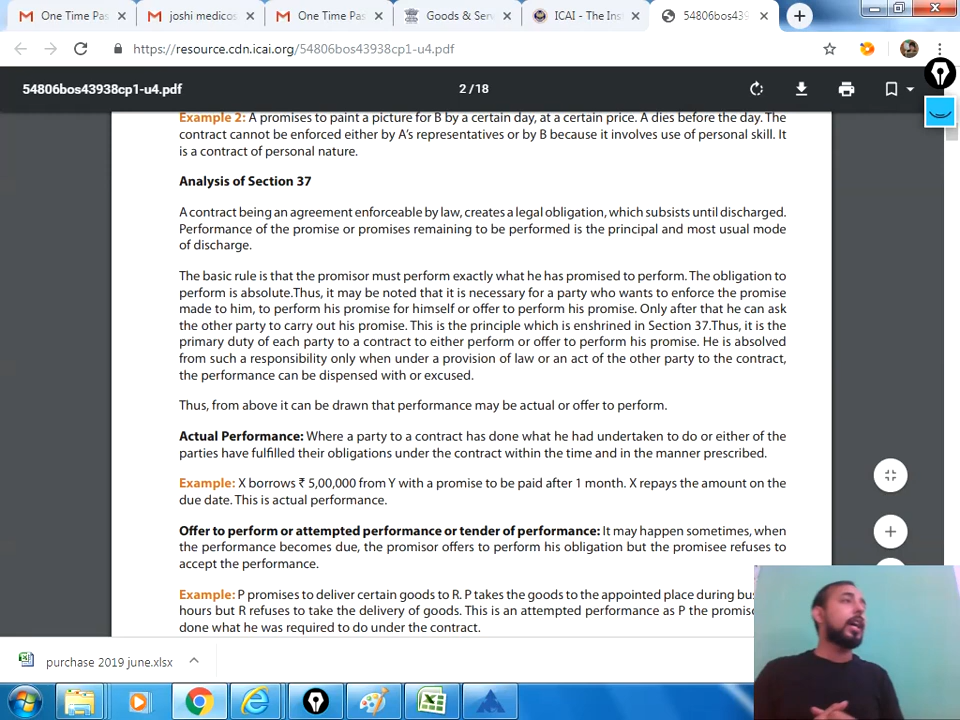 One Time Pas
joshi medicos
One Time Pas
Goods & Serv
ICAI - The Ins
54806bos439
https://resource.cdn.icai.org/54806bos43938cp1-u4.pdf
54806bos43938cp1-u4.pdf
2 / 18
Example 2: A promises to paint a picture for B by a certain day, at a certain price. A dies before the day. The
contract cannot be enforced either by A's representatives or by B because it involves use of personal skill. It
is a contract of personal nature.
Analysis of Section 37
A contract being an agreement enforceable by law, creates a legal obligation, which subsists until discharged.
Performance of the promise or promises remaining to be performed is the principal and most usual mode
of discharge.
The basic rule is that the promisor must perform exactly what he has promised to perform. The obligation to
perform is absolute.Thus, it may be noted that it is necessary for a party who wants to enforce the promise
made to him, to perform his promise for himself or offer to perform his promise. Only after that he can ask
the other party to carry out his promise. This is the principle which is enshrined in Section 37.Thus, it is the
primary duty of each party to a contract to either perform or offer to perform his promise. He is absolved
from such a responsibility only when under a provision of law or an act of the other party to the contract,
the performance can be dispensed with or excused.
Thus, from above it can be drawn that performance may be actual or offer to perform.
Actual Performance: Where a party to a contract has done what he had undertaken to do or either of the
parties have fulfilled their obligations under the contract within the time and in the manner prescribed.
Example: X borrows ₹ 5,00,000 from Y with a promise to be paid after 1 month. X repays the amount on the
due date. This is actual performance.
Offer to perform or attempted performance or tender of performance: It may happen sometimes, when
the performance becomes due, the promisor offers to perform his obligation but the promisee refuses to
accept the performance.
Example: P promises to deliver certain goods to R. P takes the goods to the appointed place during bus
hours but R refuses to take the delivery of goods. This is an attempted performance as P the promis
done what he was required to do under the contract.
purchase 2019 june.xlsx